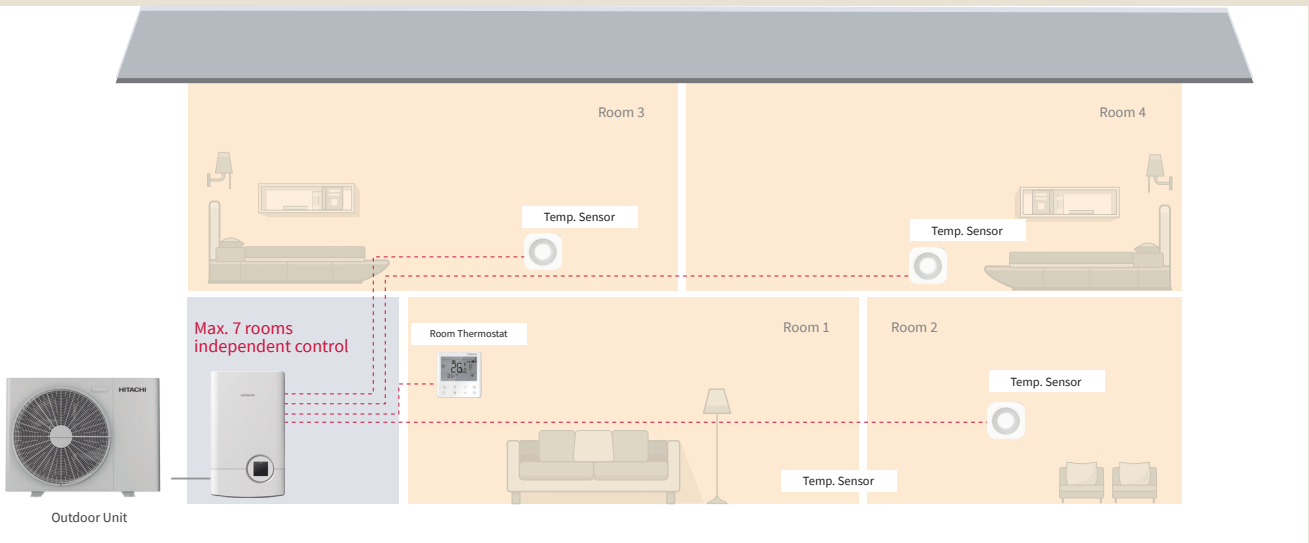 Room 3
Room 4
Temp. Sensor
Temp. Sensor
Max. 7 rooms
independent control
Room Thermostat
Room 1
Room 2
HITACHI
HITACHI
Temp. Sensor
Temp. Sensor
Outdoor Unit